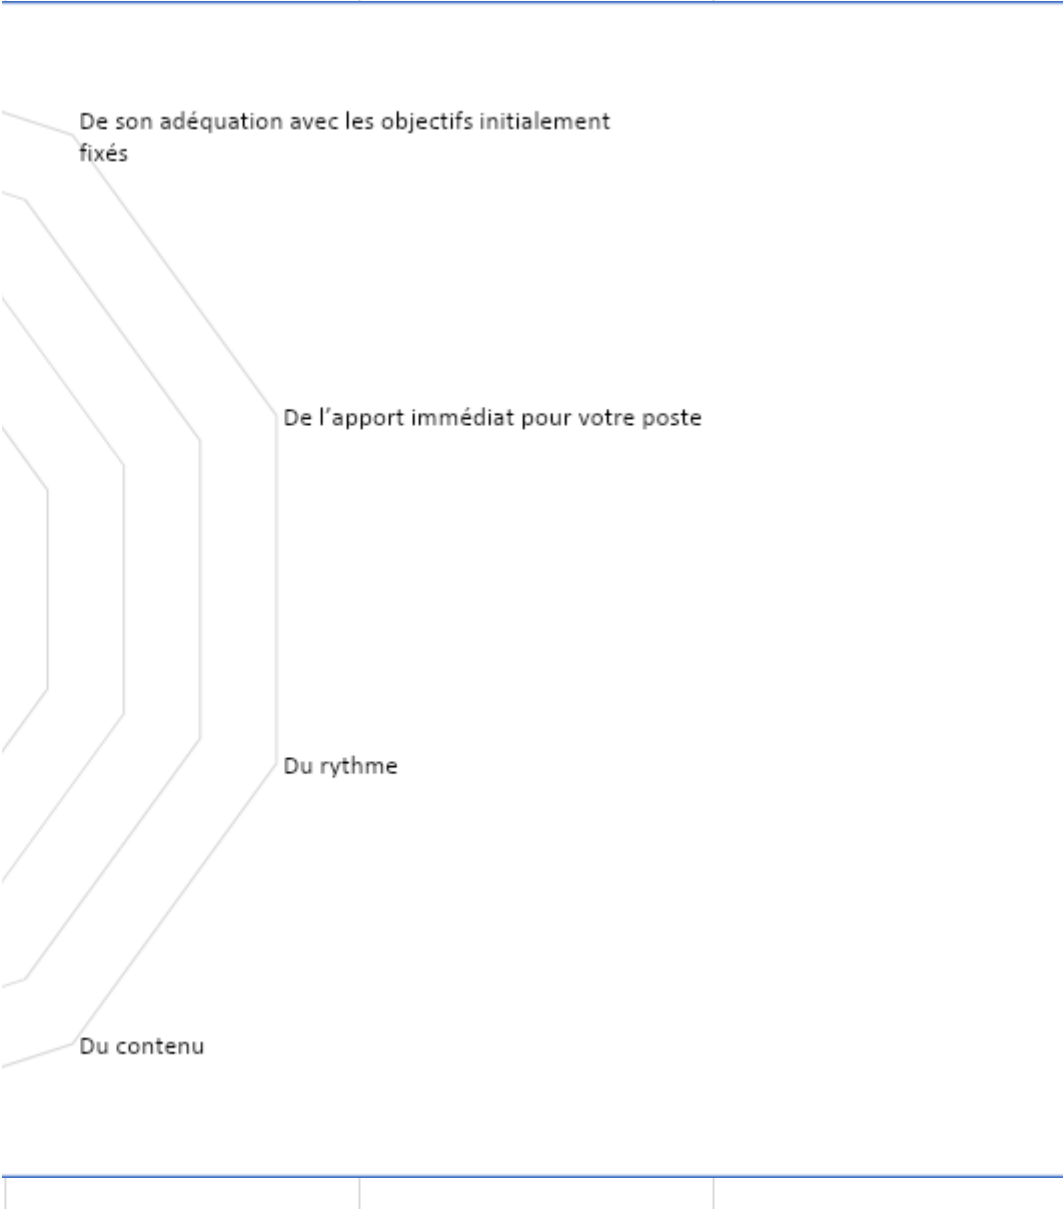 De son adéquation avec les objectifs initialement
fixés
De l’apport immédiat pour votre poste
Du rythme
Du contenu